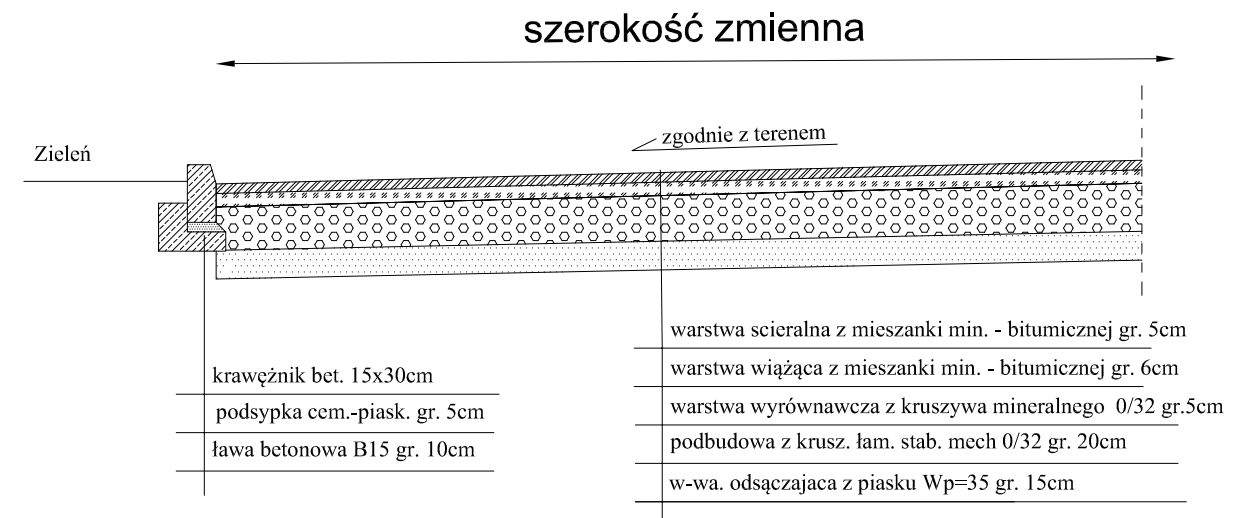 szerokość zmienna
zgodnie z terenem
Zieleń
krawężnik bet. 15x30cm
podsypka cem.-piask. gr. 5cm
ława betonowa B15 gr. 10cm
warstwa scieralna z mieszanki min. - bitumicznej gr. 5cm
warstwa wiążąca z mieszanki min. - bitumicznej gr. 6cm
warstwa wyrównawcza z kruszywa mineralnego 0/32 gr.5cm
podbudowa z krusz. łam. stab. mech 0/32 gr. 20cm
w-wa. odsączajaca z piasku Wp=35 gr. 15cm